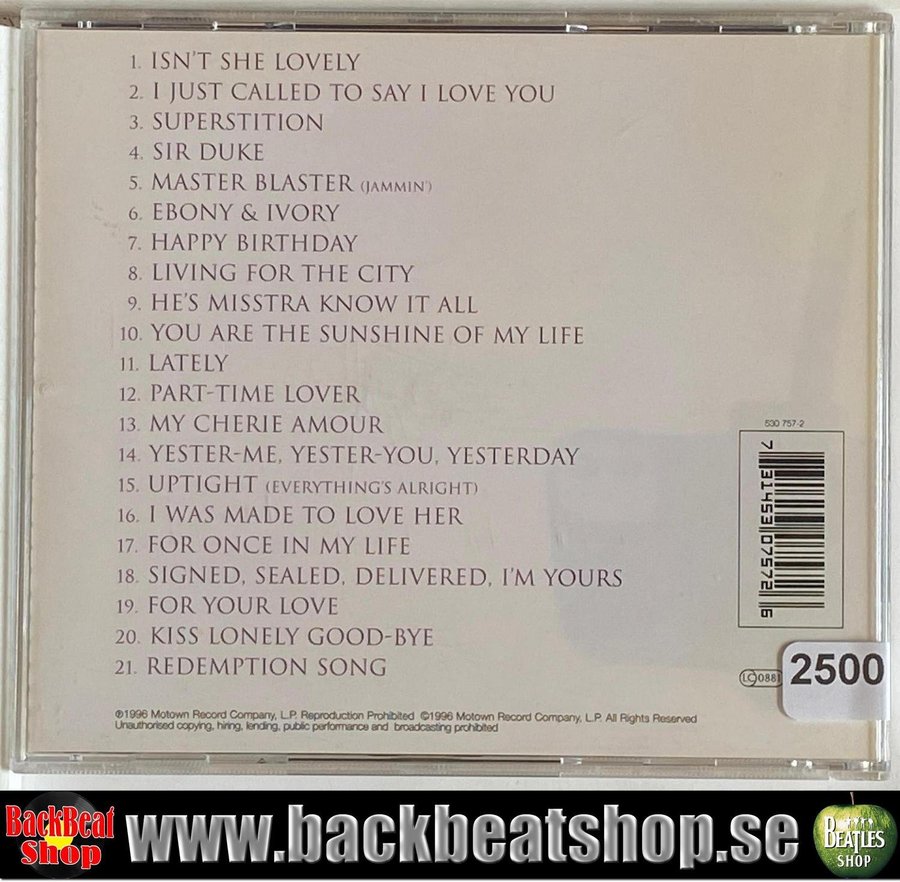 1. ISN'T SHE LOVELY
2. I JUST CALLED TO SAY I LOVE YOU
3. SUPERSTITION
4. SIR DUKE
5. MASTER BLASTER (JAMMIN')
6. EBONY & IVORY
7. HAPPY BIRTHDAY
8. LIVING FOR THE CITY
9. HE'S MISSTRA KNOW IT ALL
10. YOU ARE THE SUNSHINE OF MY LIFE
11. LATELY
12. PART-TIME LOVER
13. MY CHERIE AMOUR
14. YESTER-ME, YESTER-YOU, YESTERDAY
15. UPTIGHT (EVERYTHING'S ALRIGHT)
16. I WAS MADE TO LOVE HER
17. FOR ONCE IN MY LIFE
18. SIGNED, SEALED, DELIVERED, I'M YOURS
19. FOR YOUR LOVE
20. KISS LONELY GOOD-BYE
21. REDEMPTION SONG
530 757-2
7 31453 07572 6
LC 0881
2500
℗1996 Motown Record Company, L.P. Reproduction Prohibited ©1996 Motown Record Company, L.P. All Rights Reserved
Unauthorised copying, hiring, lending, public performance and broadcasting prohibited
BackBeat
Shop
www.backbeatshop.se
BEATLES
SHOP